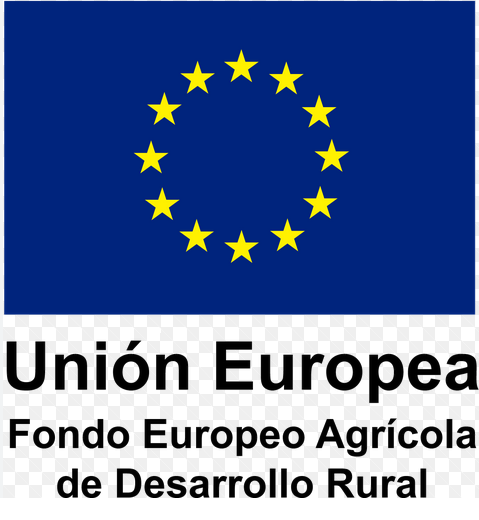 Unión Europea
Fondo Europeo Agrícola
de Desarrollo Rural